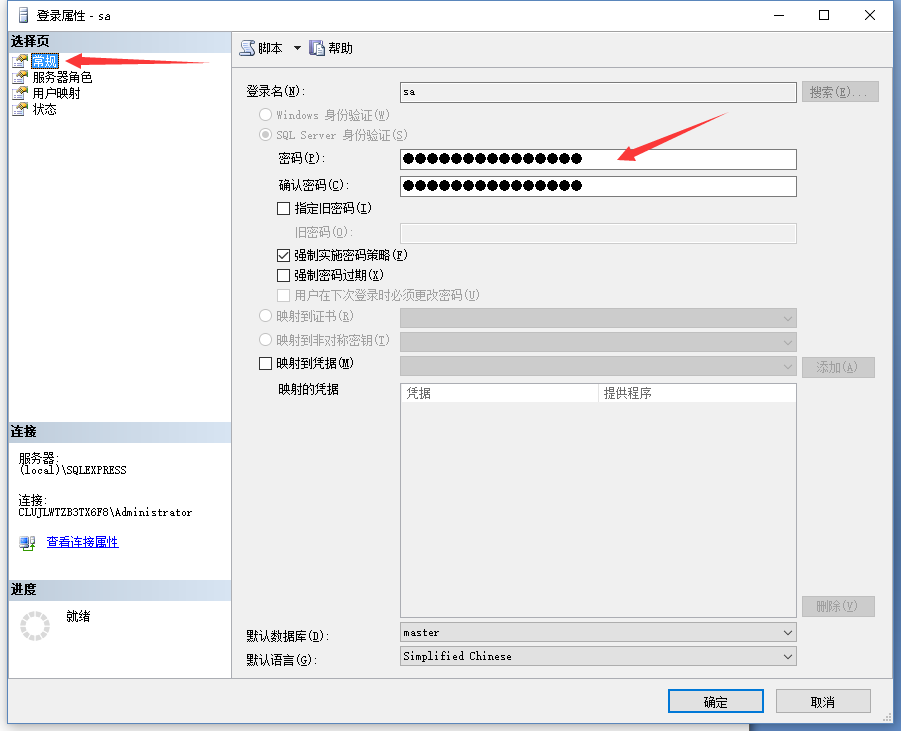 登录属性 - sa
选择页
常规
服务器角色
用户映射
状态
脚本 帮助
登录名(N): sa 搜索(E)...
Windows 身份验证(W)
SQL Server 身份验证(S)
密码(P): ●●●●●●●●●●●●●●●
确认密码(C): ●●●●●●●●●●●●●●●
指定旧密码(I)
旧密码(O):
强制实施密码策略(F)
强制密码过期(X)
用户在下次登录时必须更改密码(U)
映射到证书(R)
映射到非对称密钥(T)
映射到凭据(M) 添加(A)
映射的凭据 凭据 提供程序
删除(V)
默认数据库(D): master
默认语言(G): Simplified Chinese
连接
服务器:
(local)\SQLEXPRESS
连接:
CLUJLWTZB3TX6F8\Administrator
查看连接属性
进度
就绪
确定 取消